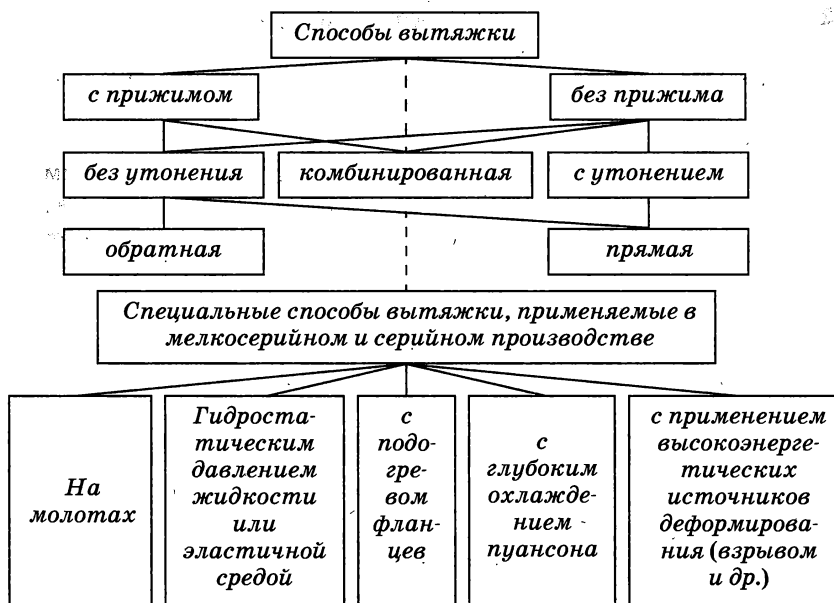 Способы вытяжки
с прижимом
без прижима
без утонения
комбинированная
с утонением
обратная
прямая
Специальные способы вытяжки, применяемые в
мелкосерийном и серийном производстве
На
молотах
Гидроста-
тическим
давлением
жидкости
или
эластичной
средой
с
подо-
гре-
вом
флан-
цев
с
глубоким
охлажде-
нием
пуансона
с применением
высокоэнерге-
тических
источников
деформирова-
ния (взрывом
и др.)